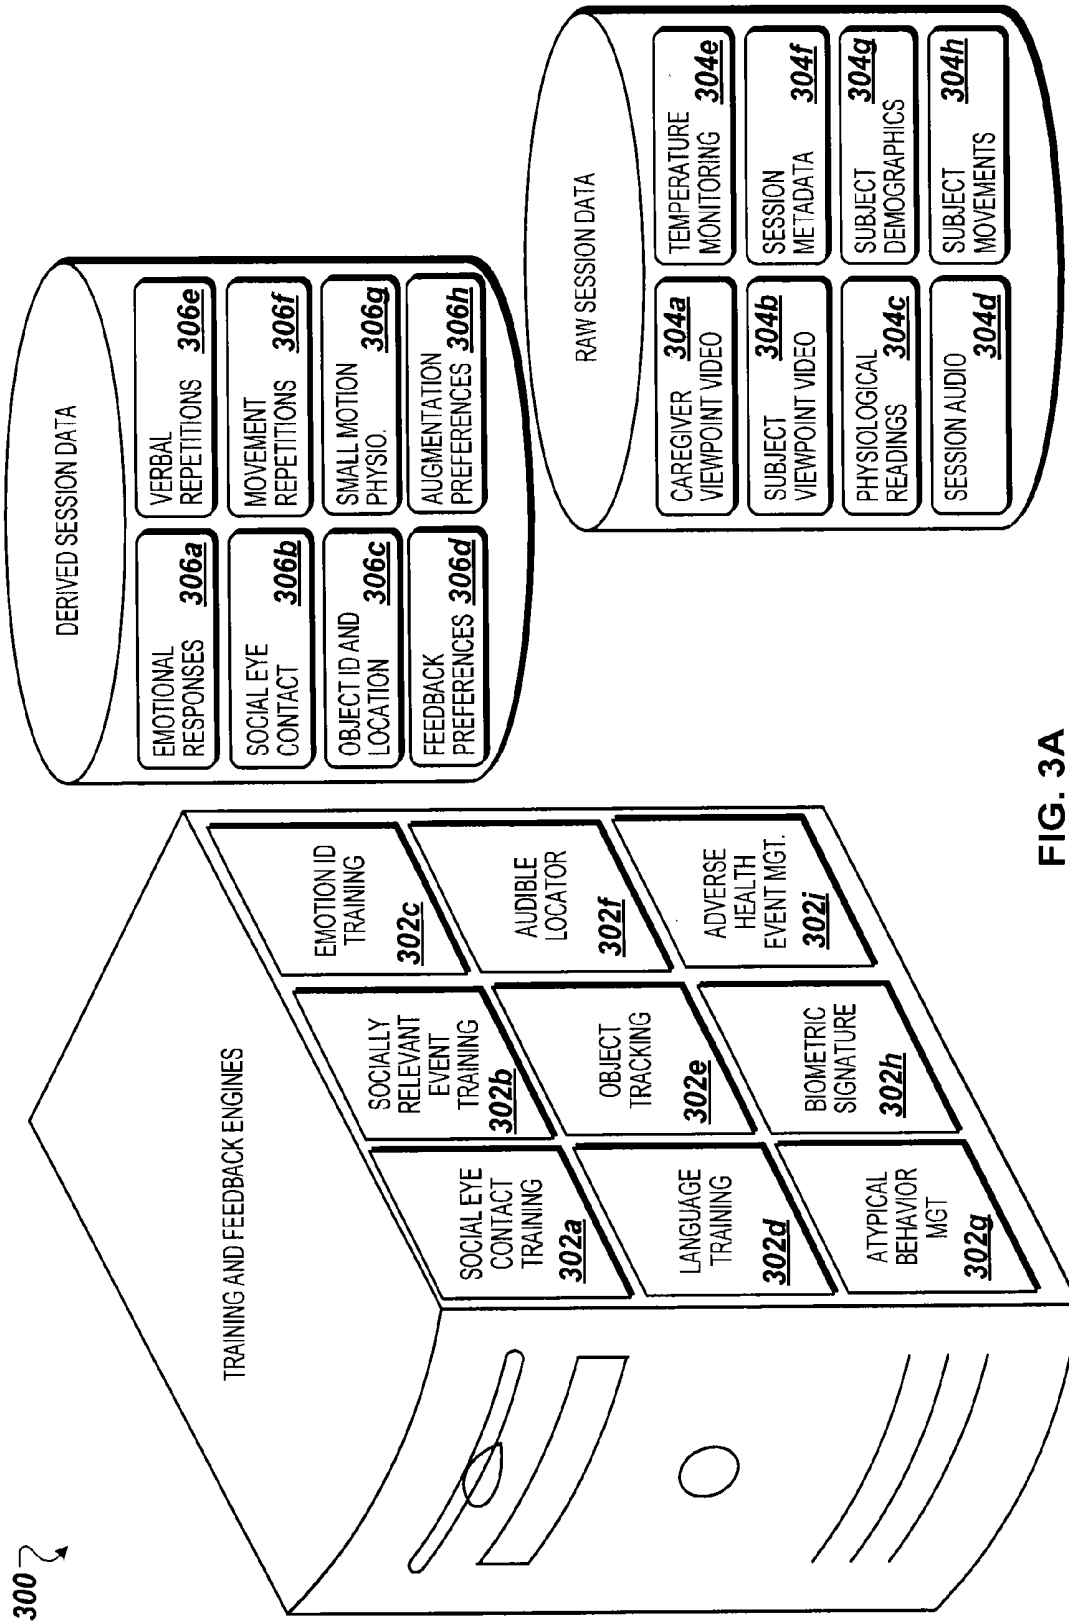 300
TRAINING AND FEEDBACK ENGINES
SOCIAL EYE
CONTACT
TRAINING
302a
SOCIALLY
RELEVANT
EVENT
TRAINING
302b
EMOTION ID
TRAINING
302c
LANGUAGE
TRAINING
302d
OBJECT
TRACKING
302e
AUDIBLE
LOCATOR
302f
ATYPICAL
BEHAVIOR
MGT
302g
BIOMETRIC
SIGNATURE
302h
ADVERSE
HEALTH
EVENT MGT.
302i
DERIVED SESSION DATA
EMOTIONAL
RESPONSES
306a
VERBAL
REPETITIONS
306e
SOCIAL EYE
CONTACT
306b
MOVEMENT
REPETITIONS
306f
OBJECT ID AND
LOCATION
306c
SMALL MOTION
PHYSIO.
306g
FEEDBACK
PREFERENCES 306d
AUGMENTATION
PREFERENCES 306h
RAW SESSION DATA
CAREGIVER 304a
VIEWPOINT VIDEO
TEMPERATURE
MONITORING 304e
SUBJECT 304b
VIEWPOINT VIDEO
SESSION
METADATA 304f
PHYSIOLOGICAL
READINGS 304c
SUBJECT 304g
DEMOGRAPHICS
SESSION AUDIO
304d
SUBJECT 304h
MOVEMENTS
FIG. 3A